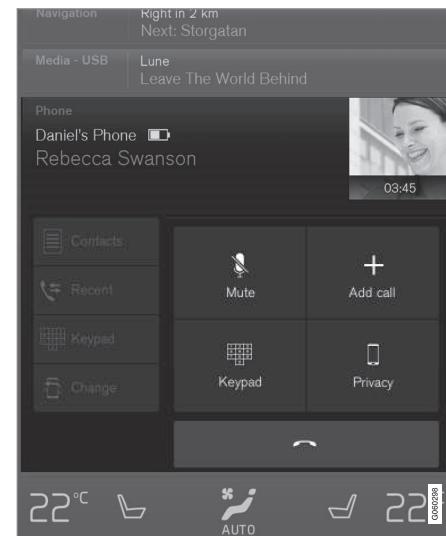 Navigation
Right in 2 km
Next: Storgatan
Media - USB
Lune
Leave The World Behind
Phone
Daniel's Phone
Rebecca Swanson
03:45
Contacts
Recent
Keypad
Change
Mute
Add call
Keypad
Privacy
22°C
AUTO
22
G060298